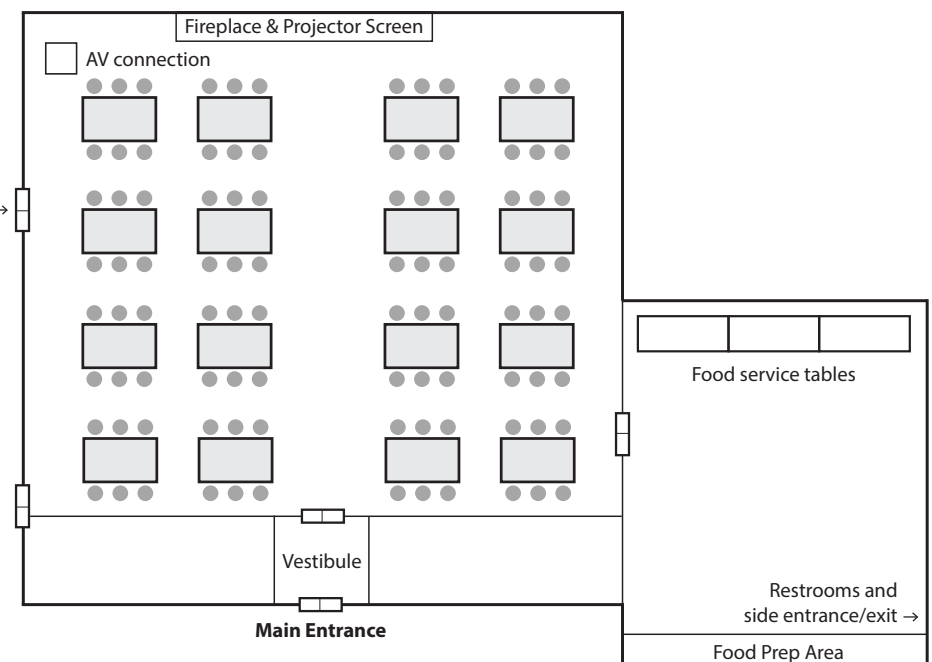 Fireplace & Projector Screen
AV connection
→
Food service tables
Vestibule
Restrooms and
side entrance/exit →
Main Entrance
Food Prep Area